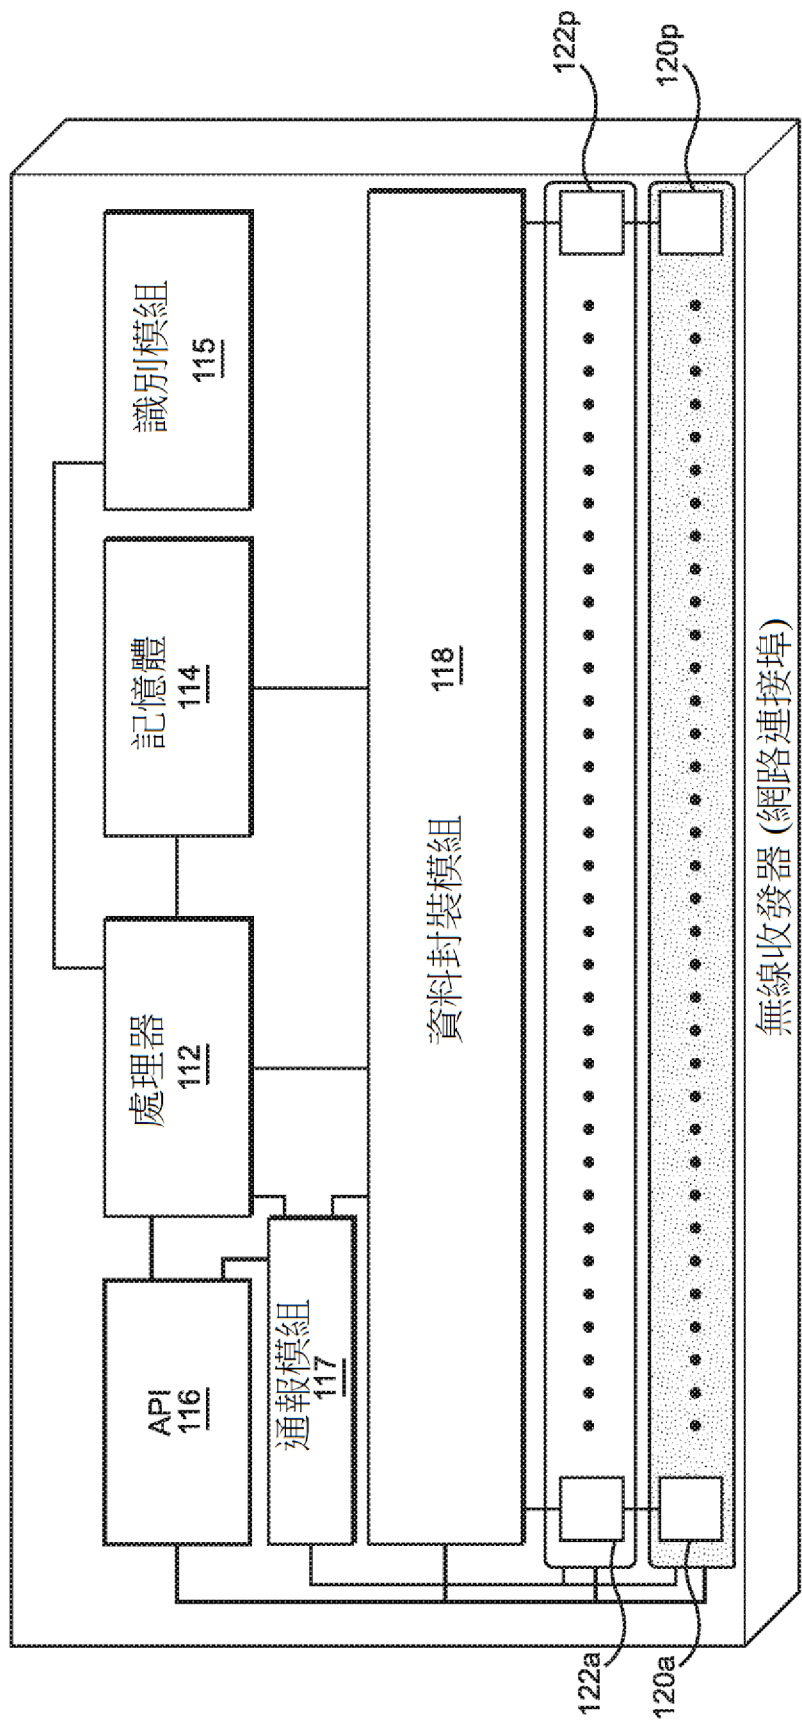 API
116
處理器
112
記憶體
114
識別模組
115
通報模組
117
資料封裝模組
118
122a
122p
120a
120p
無線收發器 (網路連接埠)